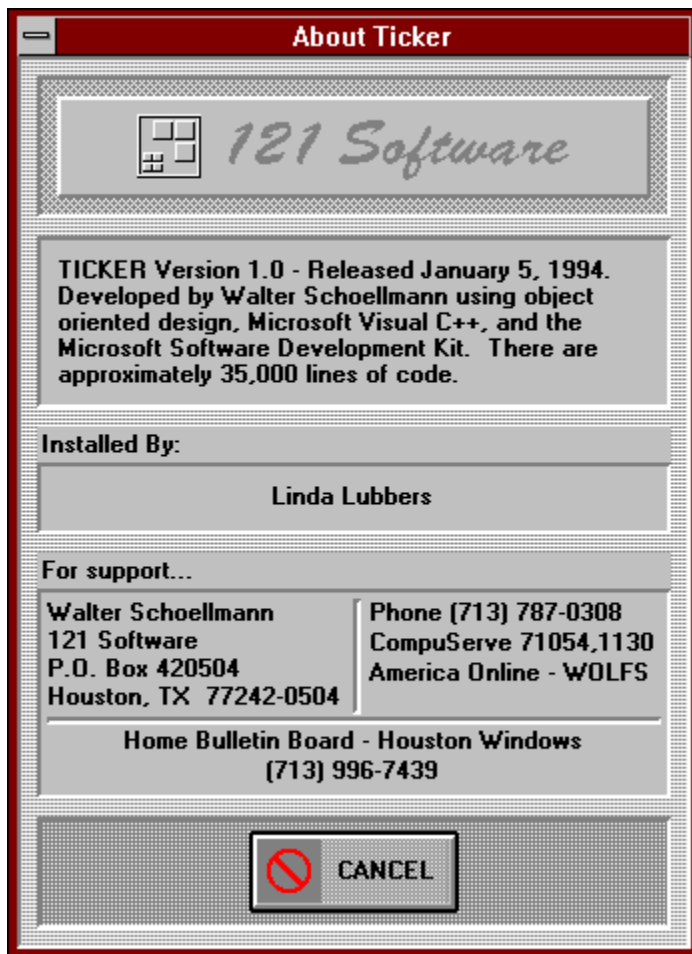 About Ticker
121 Software
TICKER Version 1.0 - Released January 5, 1994.
Developed by Walter Schoellmann using object
oriented design, Microsoft Visual C++, and the
Microsoft Software Development Kit.  There are
approximately 35,000 lines of code.
Installed By:
Linda Lubbers
For support...
Walter Schoellmann
121 Software
P.O. Box 420504
Houston, TX  77242-0504
Phone (713) 787-0308
CompuServe 71054,1130
America Online - WOLFS
Home Bulletin Board - Houston Windows
(713) 996-7439
CANCEL